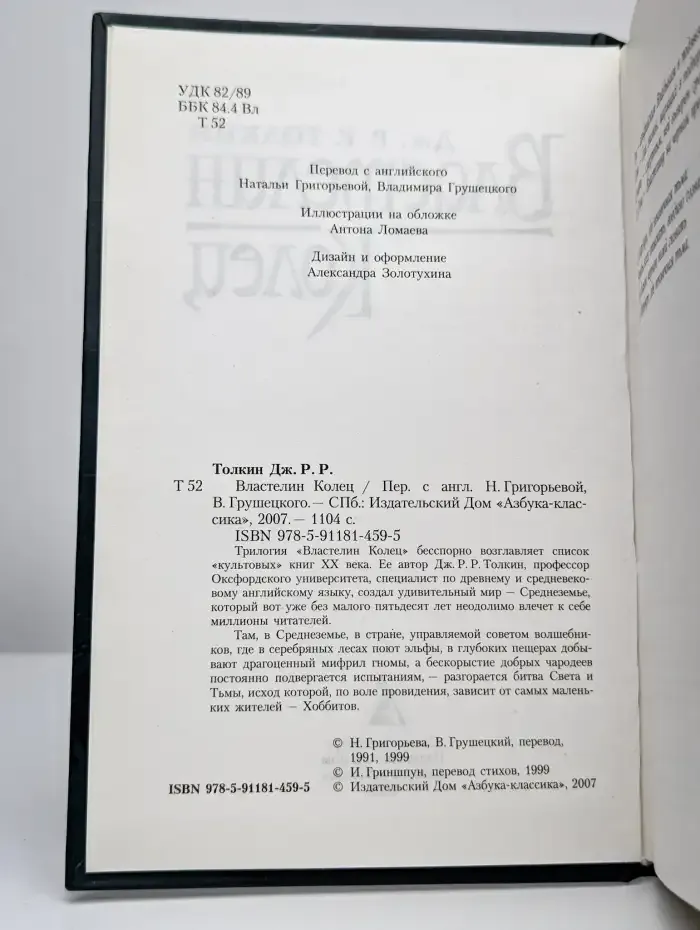 УДК 82/89
ББК 84.4 Вл
Т 52
Перевод с английского
Натальи Григорьевой, Владимира Грушецкого
Иллюстрации на обложке
Антона Ломаева
Дизайн и оформление
Александра Золотухина
Толкин Дж. Р. Р.
Т 52 Властелин Колец / Пер. с англ. Н. Григорьевой,
В. Грушецкого. — СПб.: Издательский Дом «Азбука-клас-
сика», 2007. — 1104 с.
ISBN 978-5-91181-459-5
Трилогия «Властелин Колец» бесспорно возглавляет список
«культовых» книг XX века. Ее автор Дж. Р. Р. Толкин, профессор
Оксфордского университета, специалист по древнему и средневеко-
вому английскому языку, создал удивительный мир — Среднеземье,
который вот уже без малого пятьдесят лет неодолимо влечет к себе
миллионы читателей.
Там, в Среднеземье, в стране, управляемой советом волшебни-
ков, где в серебряных лесах поют эльфы, в глубоких пещерах добы-
вают драгоценный мифрил гномы, а бескорыстие добрых чародеев
постоянно подвергается испытаниям, — разгорается битва Света и
Тьмы, исход которой, по воле провидения, зависит от самых малень-
ких жителей — Хоббитов.
© Н. Григорьева, В. Грушецкий, перевод,
1991, 1999
© И. Гриншпун, перевод стихов, 1999
ISBN 978-5-91181-459-5 © Издательский Дом «Азбука-классика», 2007